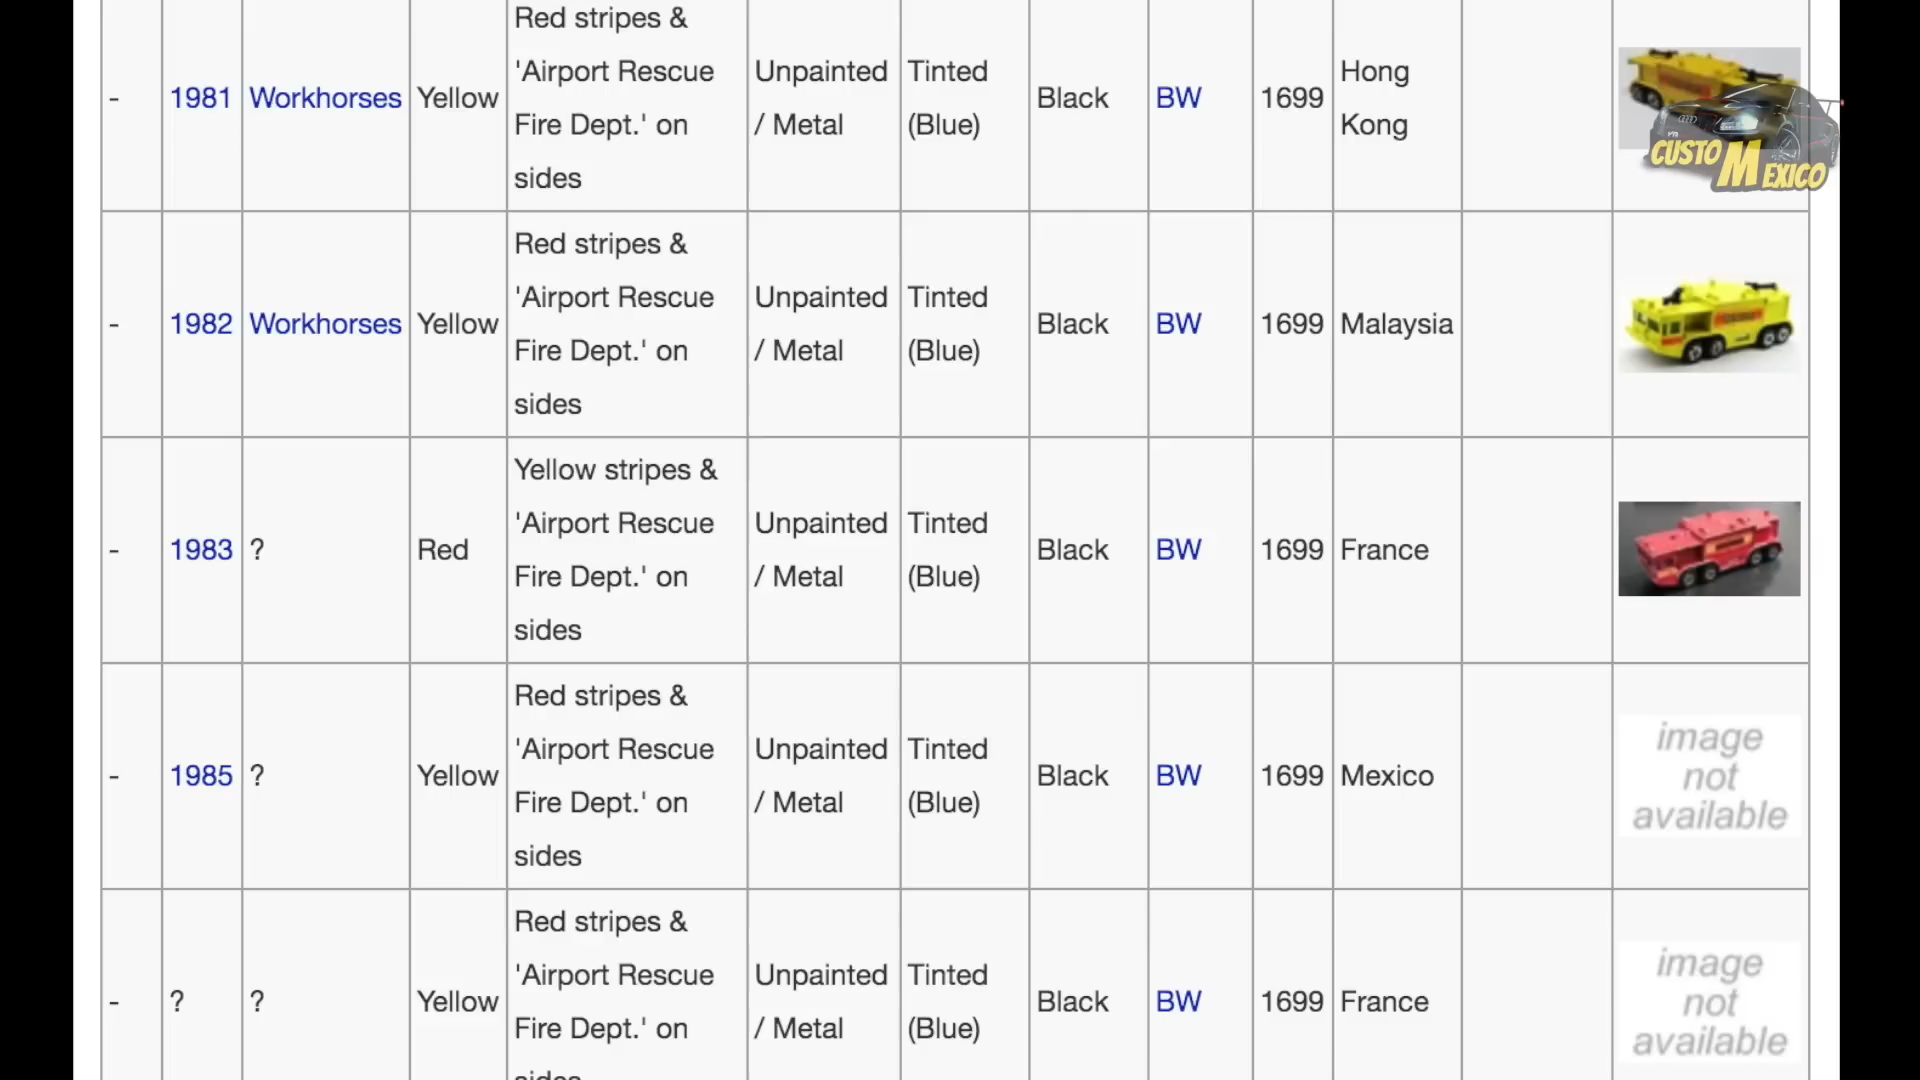 Red stripes &
'Airport Rescue
Fire Dept.' on
sides
- 1981 Workhorses Yellow
Unpainted
/ Metal
Tinted
(Blue)
Black BW 1699
Hong
Kong
CUSTO MEXICO
Red stripes &
'Airport Rescue
Fire Dept.' on
sides
- 1982 Workhorses Yellow
Unpainted
/ Metal
Tinted
(Blue)
Black BW 1699 Malaysia
Yellow stripes &
'Airport Rescue
Fire Dept.' on
sides
- 1983 ? Red
Unpainted
/ Metal
Tinted
(Blue)
Black BW 1699 France
Red stripes &
'Airport Rescue
Fire Dept.' on
sides
- 1985 ? Yellow
Unpainted
/ Metal
Tinted
(Blue)
Black BW 1699 Mexico
image
not
available
Red stripes &
'Airport Rescue
Fire Dept.' on
sides
- ? ? Yellow
Unpainted
/ Metal
Tinted
(Blue)
Black BW 1699 France
image
not
available